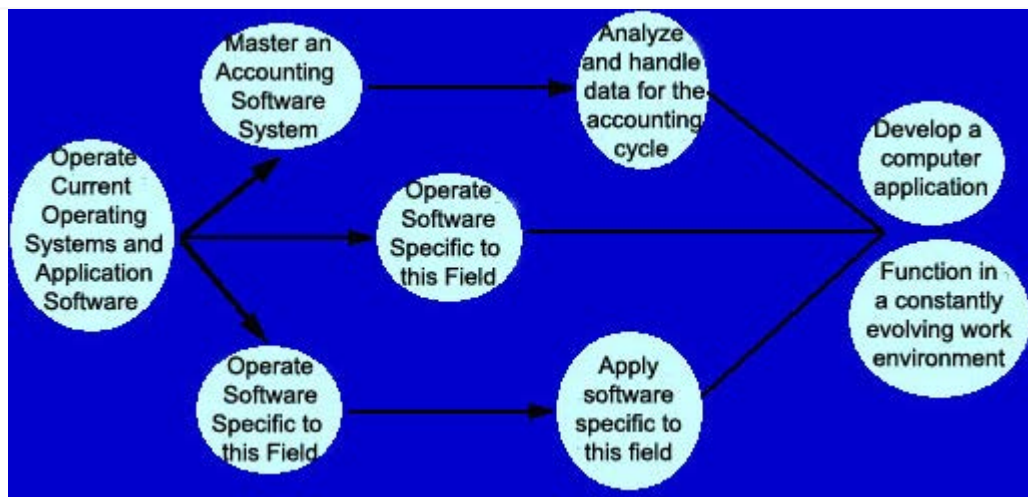 Master an
Accounting
Software
System
Analyze
and handle
data for the
accounting
cycle
Operate
Current
Operating
Systems and
Application
Software
Operate
Software
Specific to
this Field
Develop a
computer
application
Function in
a constantly
evolving work
environment
Operate
Software
Specific to
this Field
Apply
software
specific to
this field